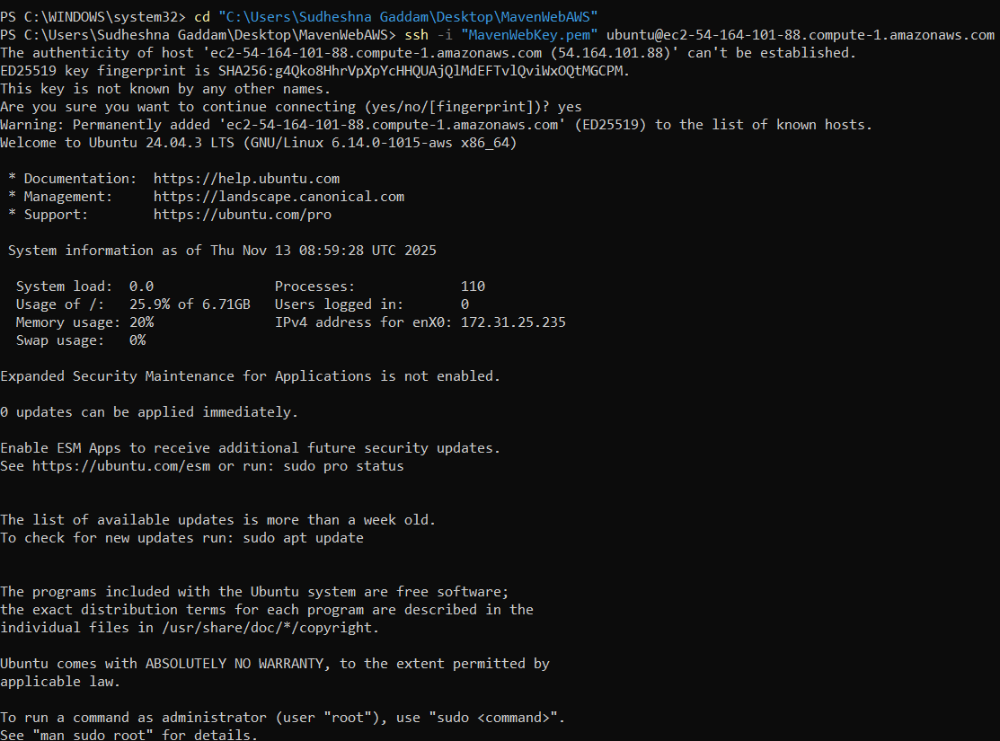 PS C:\WINDOWS\system32> cd "C:\Users\Sudheshna Gaddam\Desktop\MavenWebAWS"
PS C:\Users\Sudheshna Gaddam\Desktop\MavenWebAWS> ssh -i "MavenWebKey.pem" ubuntu@ec2-54-164-101-88.compute-1.amazonaws.com
The authenticity of host 'ec2-54-164-101-88.compute-1.amazonaws.com (54.164.101.88)' can't be established.
ED25519 key fingerprint is SHA256:g4Qko8HhrVpXpYcHHQUAjQlMdEFTvlQviWxOQtMGCPM.
This key is not known by any other names.
Are you sure you want to continue connecting (yes/no/[fingerprint])? yes
Warning: Permanently added 'ec2-54-164-101-88.compute-1.amazonaws.com' (ED25519) to the list of known hosts.
Welcome to Ubuntu 24.04.3 LTS (GNU/Linux 6.14.0-1015-aws x86_64)

 * Documentation:  https://help.ubuntu.com
 * Management:     https://landscape.canonical.com
 * Support:        https://ubuntu.com/pro

 System information as of Thu Nov 13 08:59:28 UTC 2025

  System load:  0.0               Processes:             110
  Usage of /:   25.9% of 6.71GB   Users logged in:       0
  Memory usage: 20%               IPv4 address for enX0: 172.31.25.235
  Swap usage:   0%

Expanded Security Maintenance for Applications is not enabled.

0 updates can be applied immediately.

Enable ESM Apps to receive additional future security updates.
See https://ubuntu.com/esm or run: sudo pro status

The list of available updates is more than a week old.
To check for new updates run: sudo apt update

The programs included with the Ubuntu system are free software;
the exact distribution terms for each program are described in the
individual files in /usr/share/doc/*/copyright.

Ubuntu comes with ABSOLUTELY NO WARRANTY, to the extent permitted by
applicable law.

To run a command as administrator (user "root"), use "sudo <command>".
See "man sudo_root" for details.